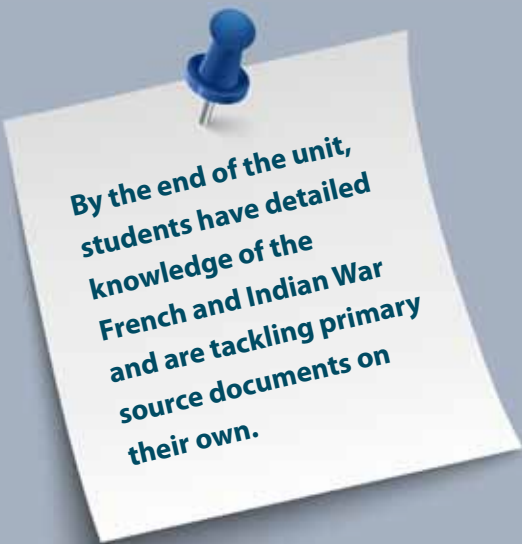 By the end of the unit,
students have detailed
knowledge of the
French and Indian War
and are tackling primary
source documents on
their own.